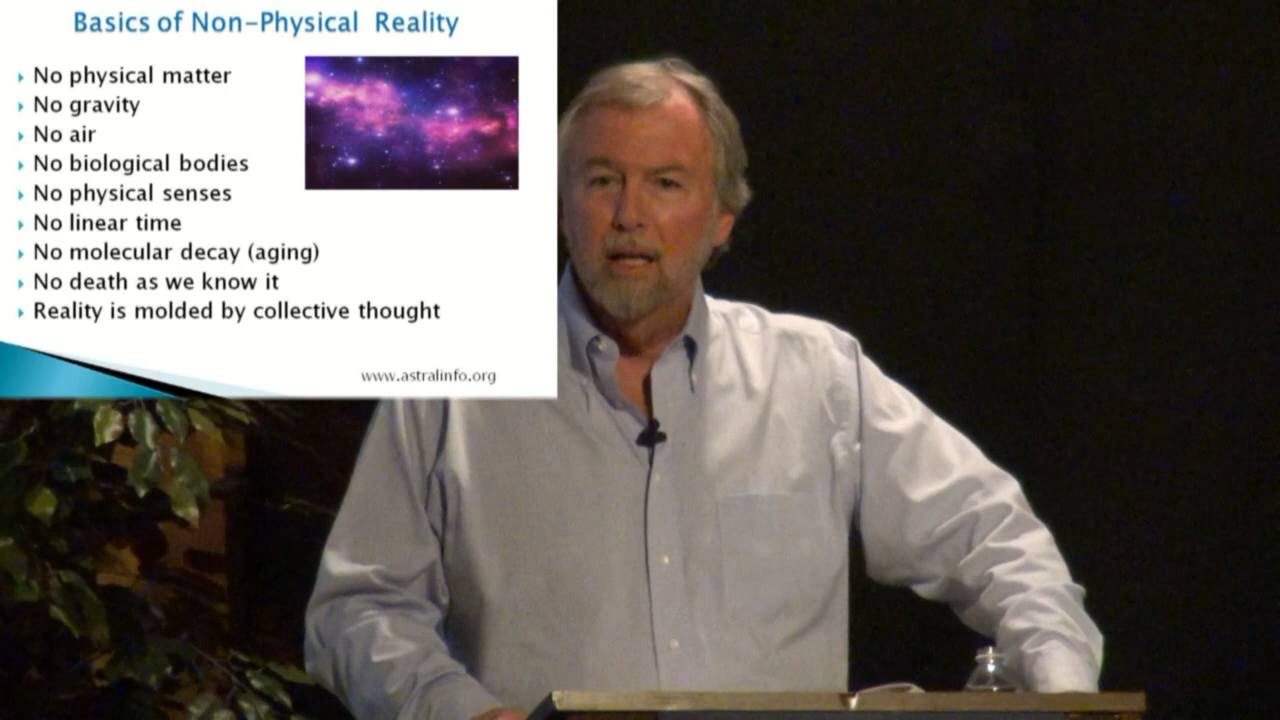 Basics of Non-Physical Reality
No physical matter
No gravity
No air
No biological bodies
No physical senses
No linear time
No molecular decay (aging)
No death as we know it
Reality is molded by collective thought
www.astralinfo.org